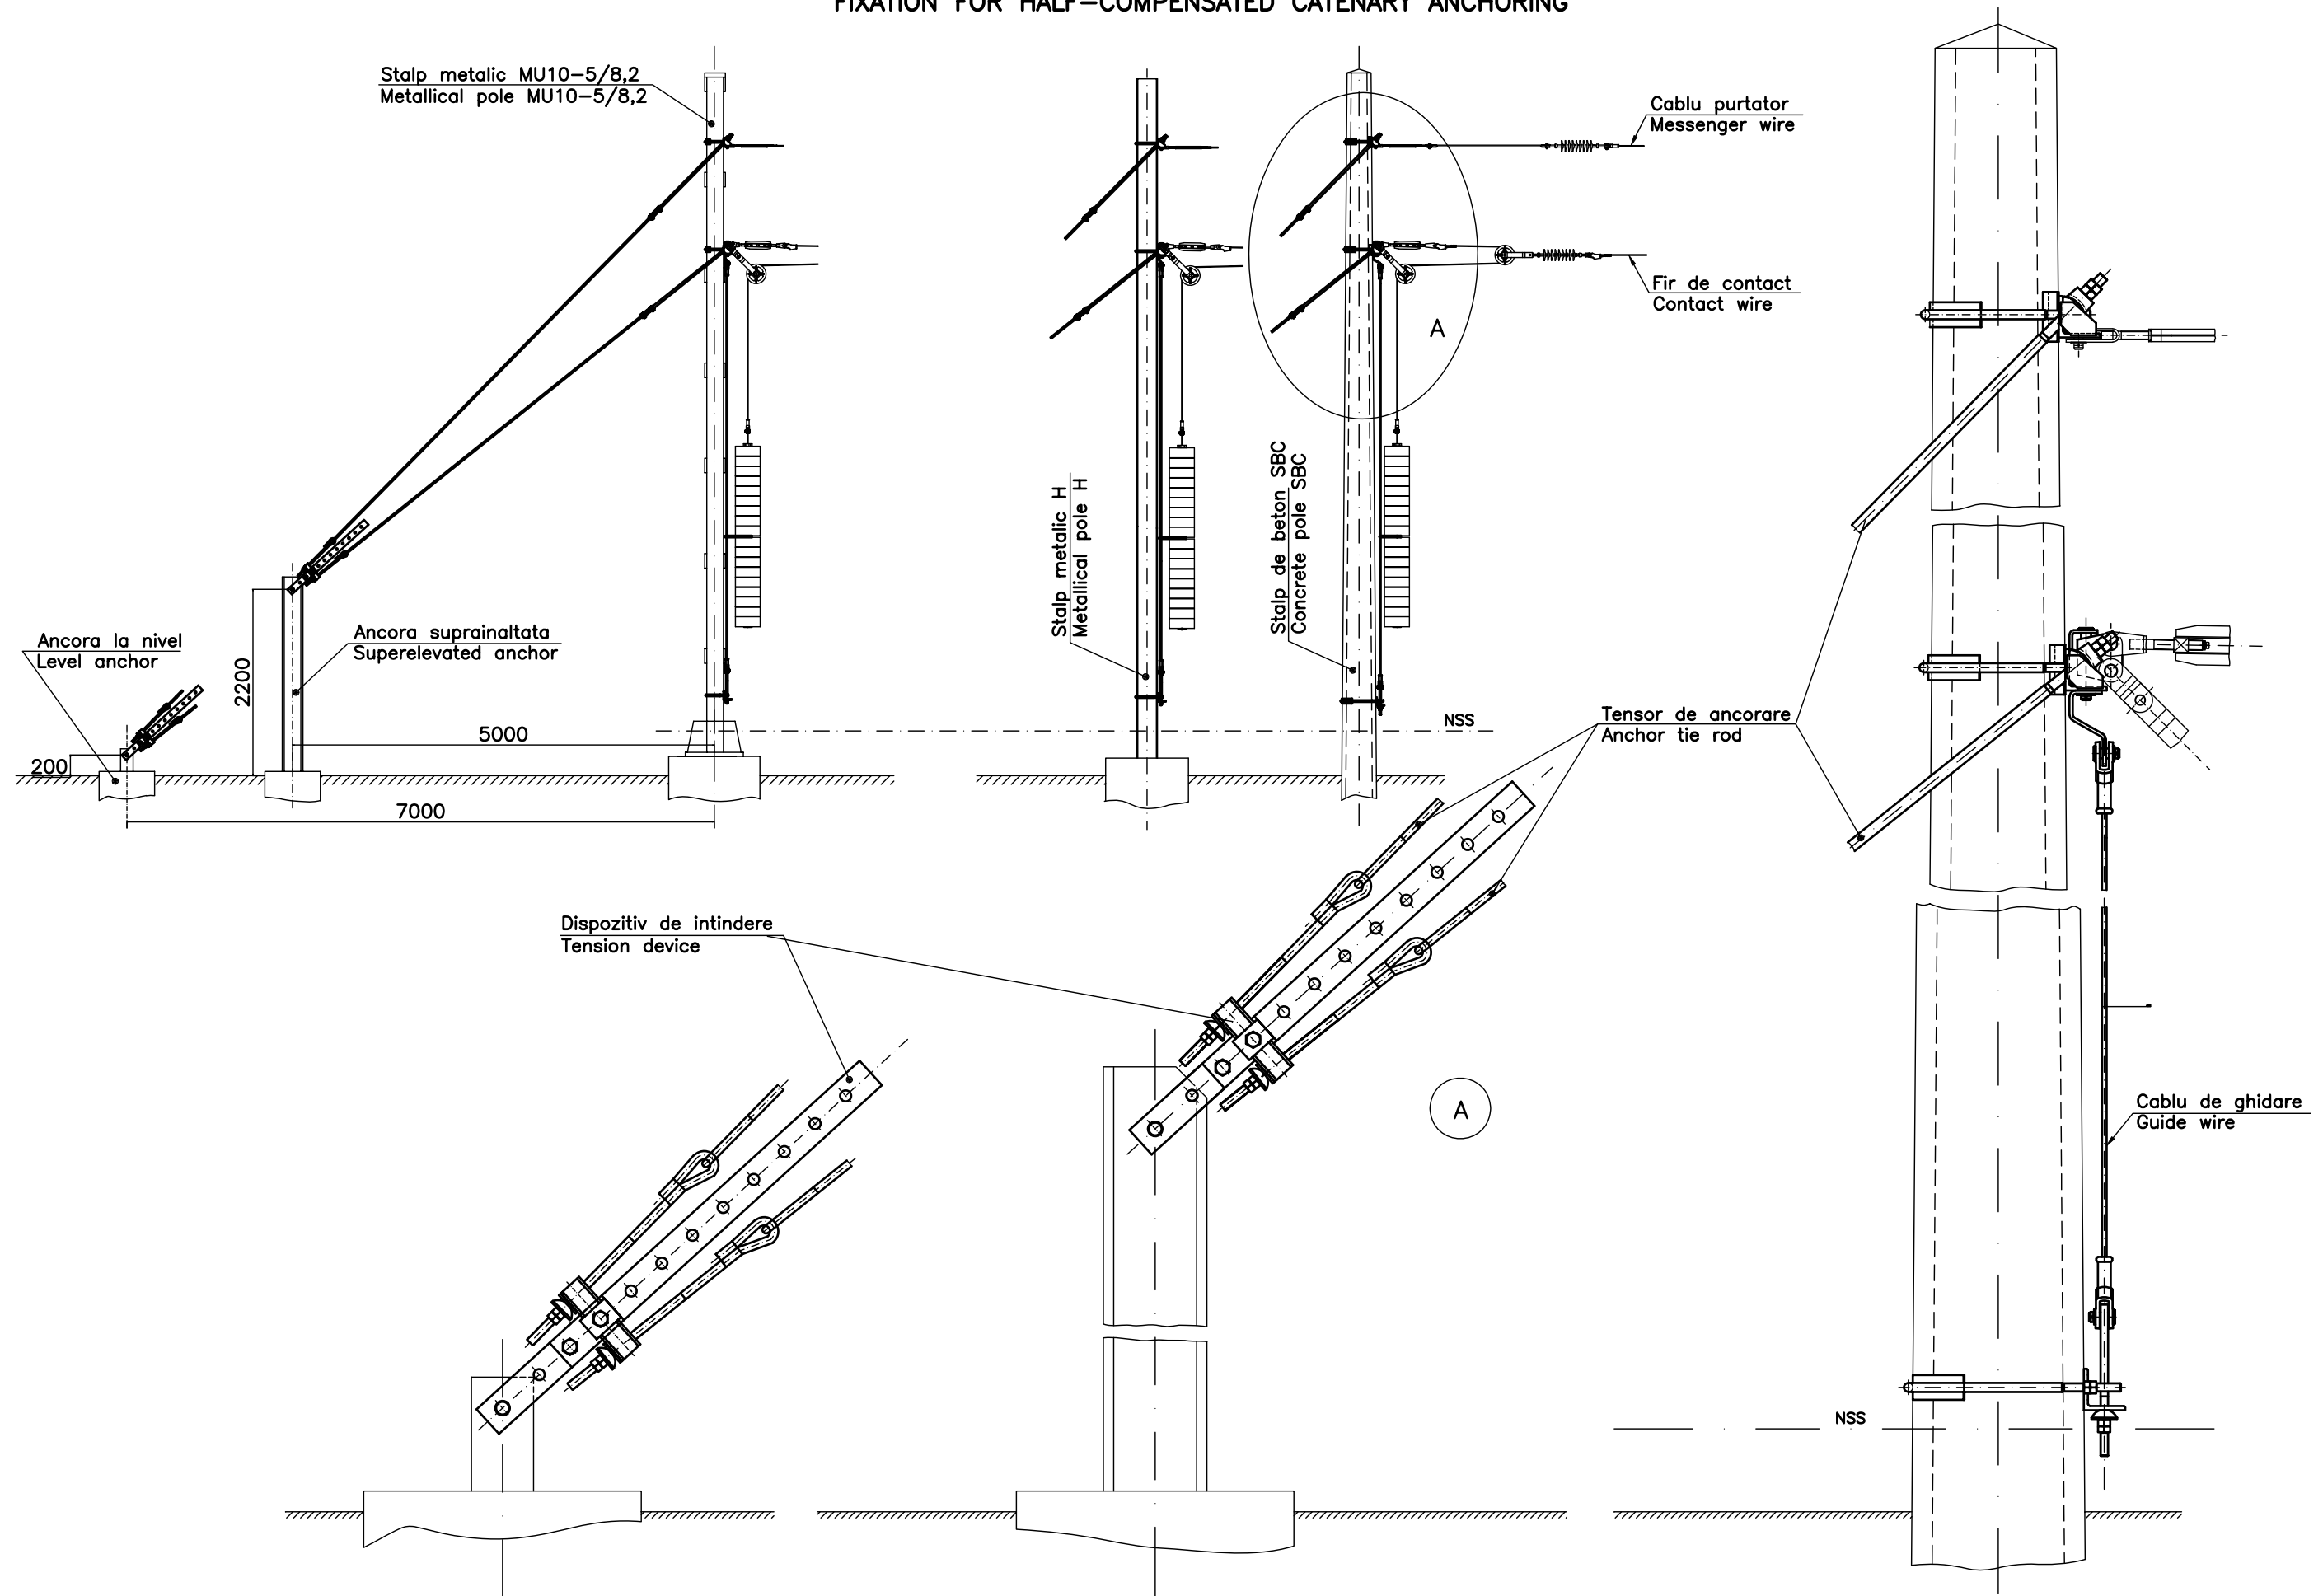 FIXATION FOR HALF-COMPENSATED CATENARY ANCHORING
Stalp metalic MU10-5/8,2
Metallical pole MU10-5/8,2
Cablu purtator
Messenger wire
Fir de contact
Contact wire
A
Stalp metalic H
Metallical pole H
Stalp de beton SBC
Concrete pole SBC
Ancora la nivel
Level anchor
Ancora suprainaltata
Superelevated anchor
2200
200
5000
7000
NSS
Tensor de ancorare
Anchor tie rod
Dispozitiv de intindere
Tension device
A
Cablu de ghidare
Guide wire
NSS